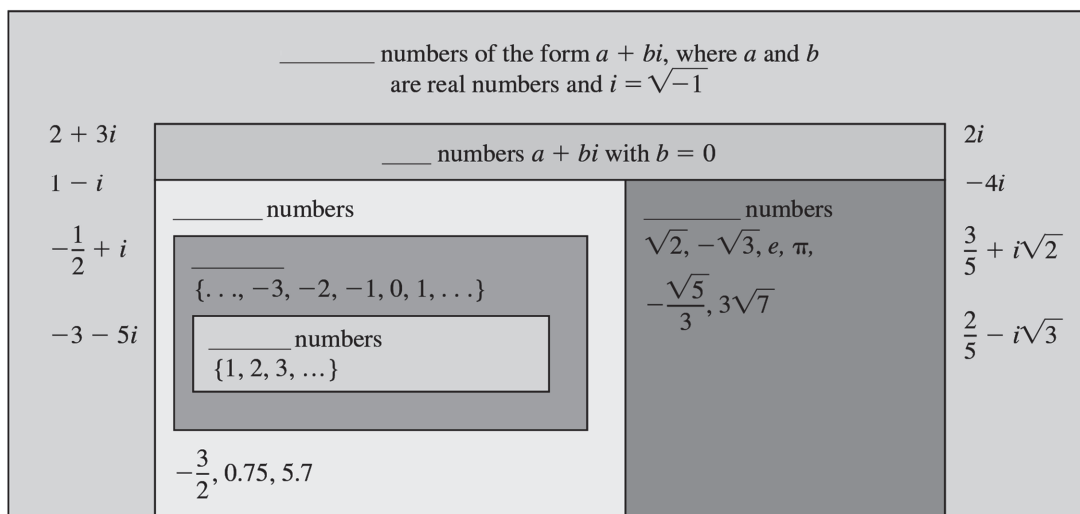 _______ numbers of the form a + bi, where a and b
are real numbers and i = √−1
2 + 3i
1 − i
−1/2 + i
−3 − 5i
____ numbers a + bi with b = 0
_______ numbers
_______
{. . ., −3, −2, −1, 0, 1, . . .}
_______ numbers
{1, 2, 3, …}
−3/2, 0.75, 5.7
_______ numbers
√2, −√3, e, π,
−√5/3, 3√7
2i
−4i
3/5 + i√2
2/5 − i√3